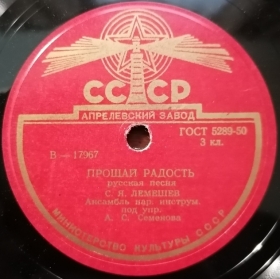 СССР
АПРЕЛЕВСКИЙ ЗАВОД
ГОСТ 5289-50
3 кл.
В — 17967
ПРОЩАЙ РАДОСТЬ
русская песня
С. Я. ЛЕМЕШЕВ
Ансамбль нар. инструм.
под упр.
А. С. Семенова
МИНИСТЕРСТВО КУЛЬТУРЫ СССР